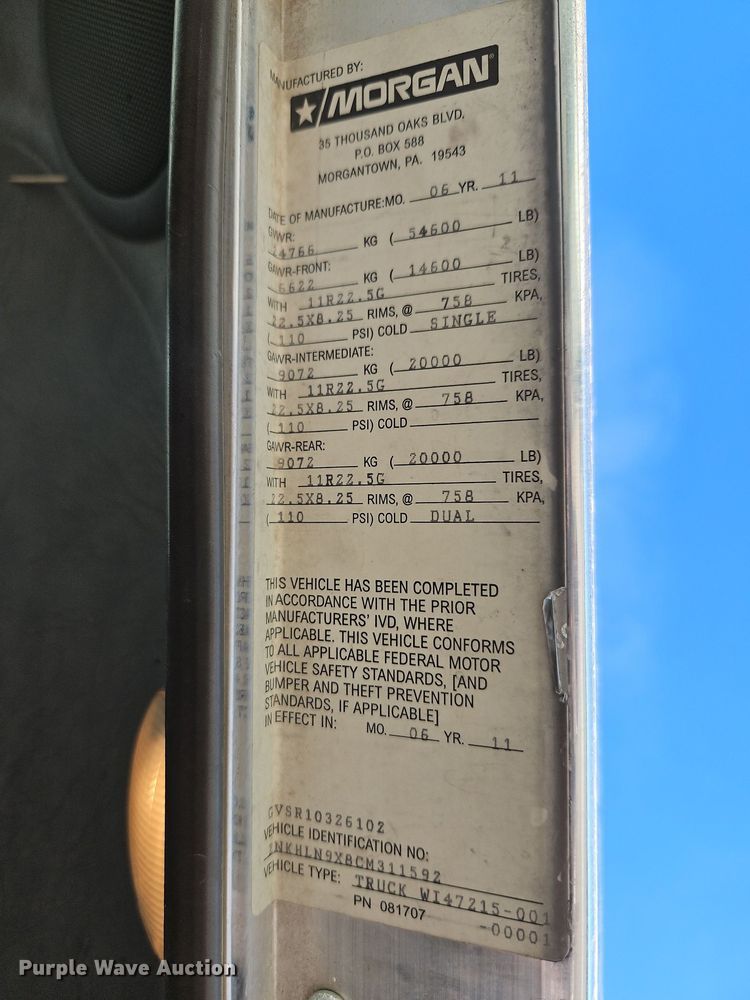 MANUFACTURED BY:
MORGAN
35 THOUSAND OAKS BLVD.
P.O. BOX 588
MORGANTOWN, PA. 19543
DATE OF MANUFACTURE:MO. 06 YR. 11
GVWR:
24766 KG ( 54600 LB)
GAWR-FRONT:
6622 KG ( 14600 LB)
WITH 11R22.5G TIRES,
22.5X8.25 RIMS, @ 758 KPA,
( 110 PSI) COLD SINGLE
GAWR-INTERMEDIATE:
9072 KG ( 20000 LB)
WITH 11R22.5G TIRES,
22.5X8.25 RIMS, @ 758 KPA,
( 110 PSI) COLD
GAWR-REAR:
9072 KG ( 20000 LB)
WITH 11R22.5G TIRES,
22.5X8.25 RIMS, @ 758 KPA,
( 110 PSI) COLD DUAL
THIS VEHICLE HAS BEEN COMPLETED
IN ACCORDANCE WITH THE PRIOR
MANUFACTURERS' IVD, WHERE
APPLICABLE. THIS VEHICLE CONFORMS
TO ALL APPLICABLE FEDERAL MOTOR
VEHICLE SAFETY STANDARDS, [AND
BUMPER AND THEFT PREVENTION
STANDARDS, IF APPLICABLE]
IN EFFECT IN: MO. 06 YR. 11
GVSR10326102
VEHICLE IDENTIFICATION NO:
1NKHLN9X8CM311592
VEHICLE TYPE: TRUCK WI47215-001
PN 081707 -00001
Purple Wave Auction